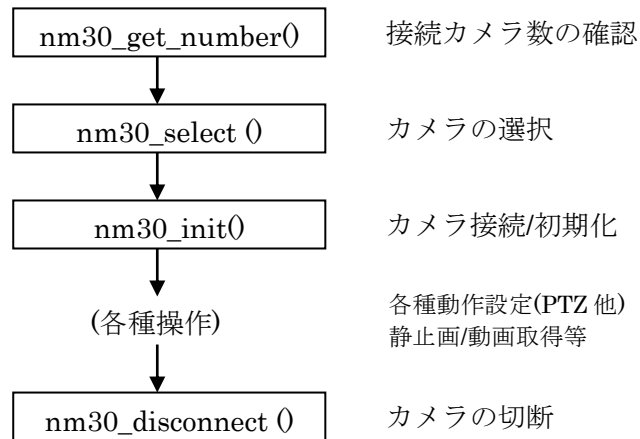 nm30_get_number() 接続カメラ数の確認
nm30_select () カメラの選択
nm30_init() カメラ接続/初期化
(各種操作) 各種動作設定(PTZ 他)
静止画/動画取得等
nm30_disconnect () カメラの切断